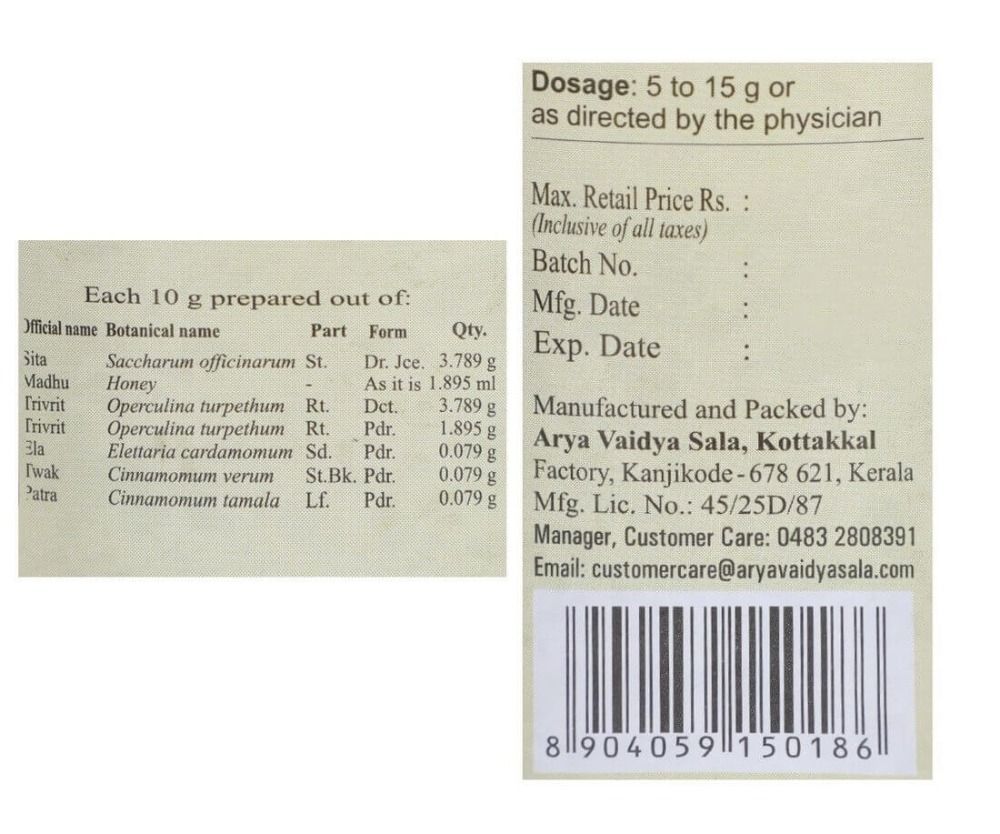 Each 10 g prepared out of:
Official name Botanical name Part Form Qty.
Sita Saccharum officinarum St. Dr. Jce. 3.789 g
Madhu Honey - As it is 1.895 ml
Trivrit Operculina turpethum Rt. Dct. 3.789 g
Trivrit Operculina turpethum Rt. Pdr. 1.895 g
Ela Elettaria cardamomum Sd. Pdr. 0.079 g
Twak Cinnamomum verum St.Bk. Pdr. 0.079 g
Patra Cinnamomum tamala Lf. Pdr. 0.079 g
Dosage: 5 to 15 g or
as directed by the physician
Max. Retail Price Rs. :
(Inclusive of all taxes)
Batch No. :
Mfg. Date :
Exp. Date :
Manufactured and Packed by:
Arya Vaidya Sala, Kottakkal
Factory, Kanjikode - 678 621, Kerala
Mfg. Lic. No.: 45/25D/87
Manager, Customer Care: 0483 2808391
Email: customercare@aryavaidyasala.com
8 904059 150186